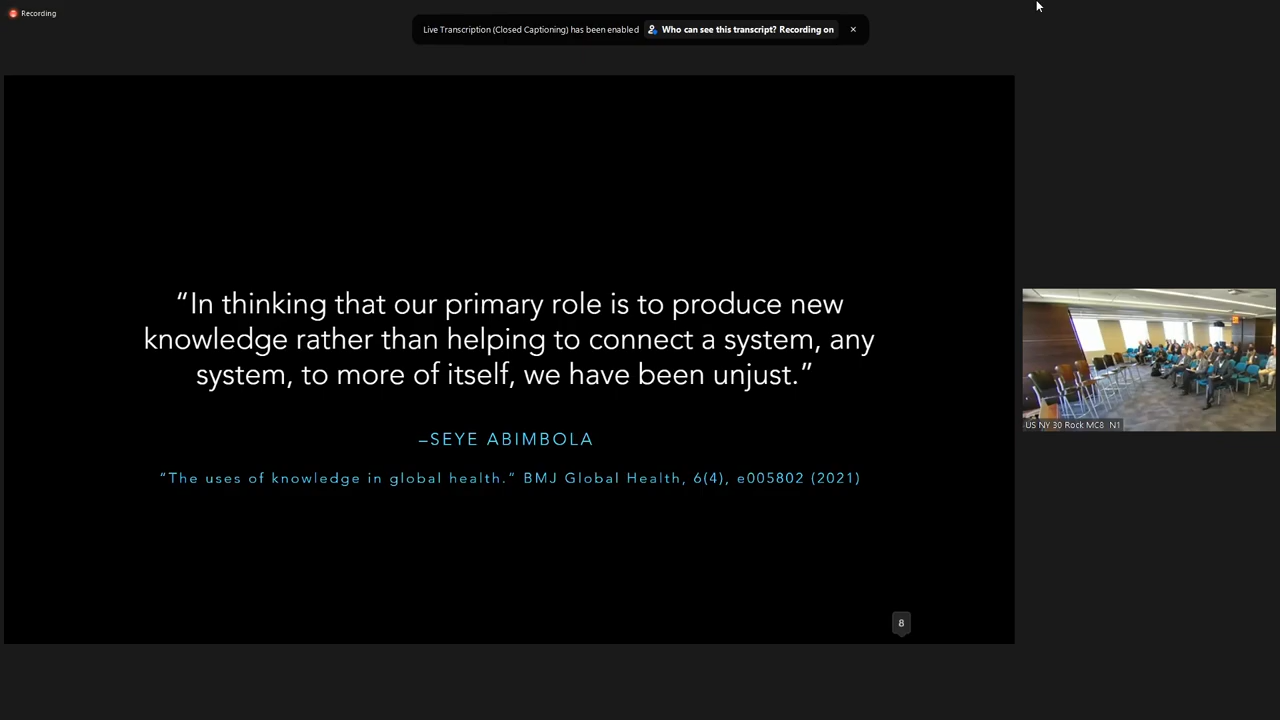 Recording
Live Transcription (Closed Captioning) has been enabled Who can see this transcript? Recording on
“In thinking that our primary role is to produce new
knowledge rather than helping to connect a system, any
system, to more of itself, we have been unjust.”
–SEYE ABIMBOLA
“The uses of knowledge in global health.” BMJ Global Health, 6(4), e005802 (2021)
US NY 30 Rock MC8 N1
8